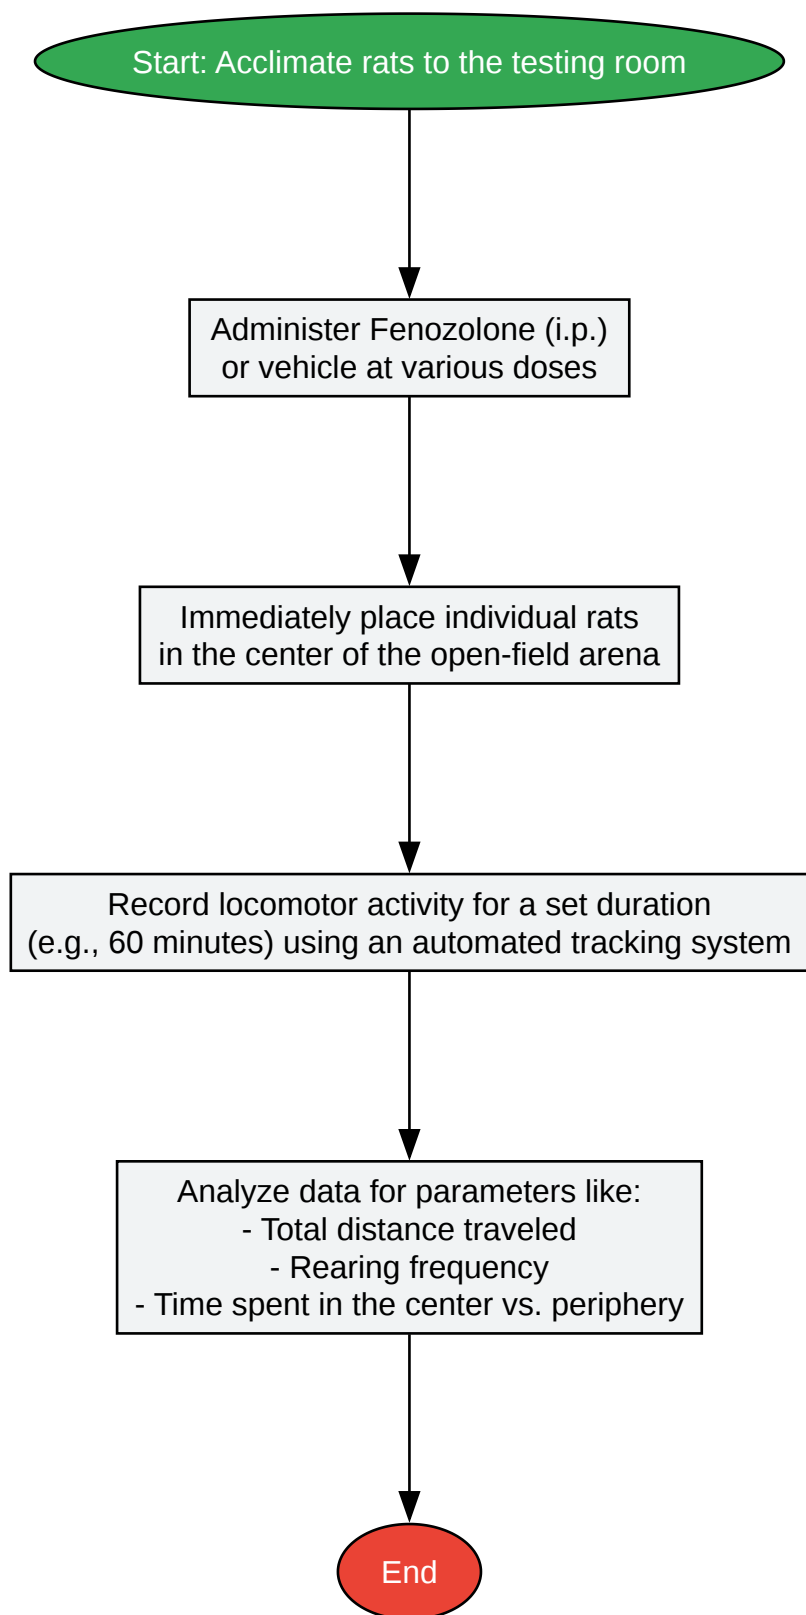 Start: Acclimate rats to the testing room
Administer Fenozolone (i.p.)
or vehicle at various doses
Immediately place individual rats
in the center of the open-field arena
Record locomotor activity for a set duration
(e.g., 60 minutes) using an automated tracking system
Analyze data for parameters like:
- Total distance traveled
- Rearing frequency
- Time spent in the center vs. periphery
End